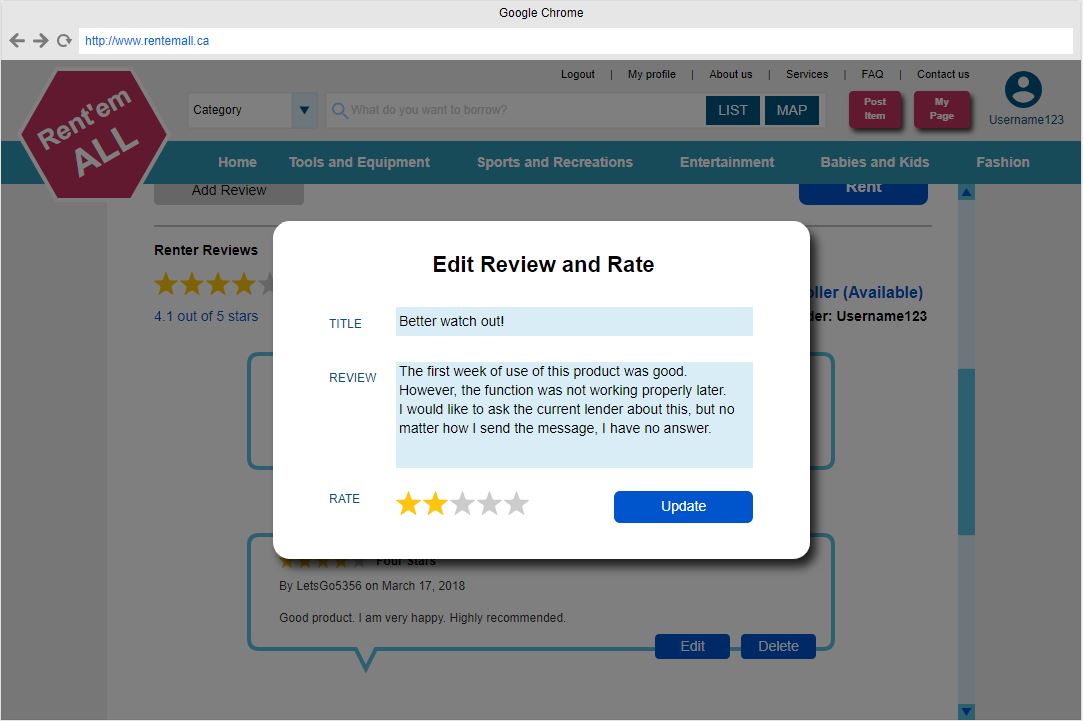 Google Chrome
http://www.rentemall.ca
Logout | My profile | About us | Services | FAQ | Contact us
Rent'em
ALL
Category
What do you want to borrow?
LIST
MAP
Post
Item
My
Page
Username123
Home
Tools and Equipment
Sports and Recreations
Entertainment
Babies and Kids
Fashion
Add Review
Rent
Renter Reviews
4.1 out of 5 stars
(Available)
Username123
Edit Review and Rate
TITLE
Better watch out!
REVIEW
The first week of use of this product was good.
However, the function was not working properly later.
I would like to ask the current lender about this, but no
matter how I send the message, I have no answer.
RATE
Update
Four Stars
By LetsGo5356 on March 17, 2018
Good product. I am very happy. Highly recommended.
Edit
Delete